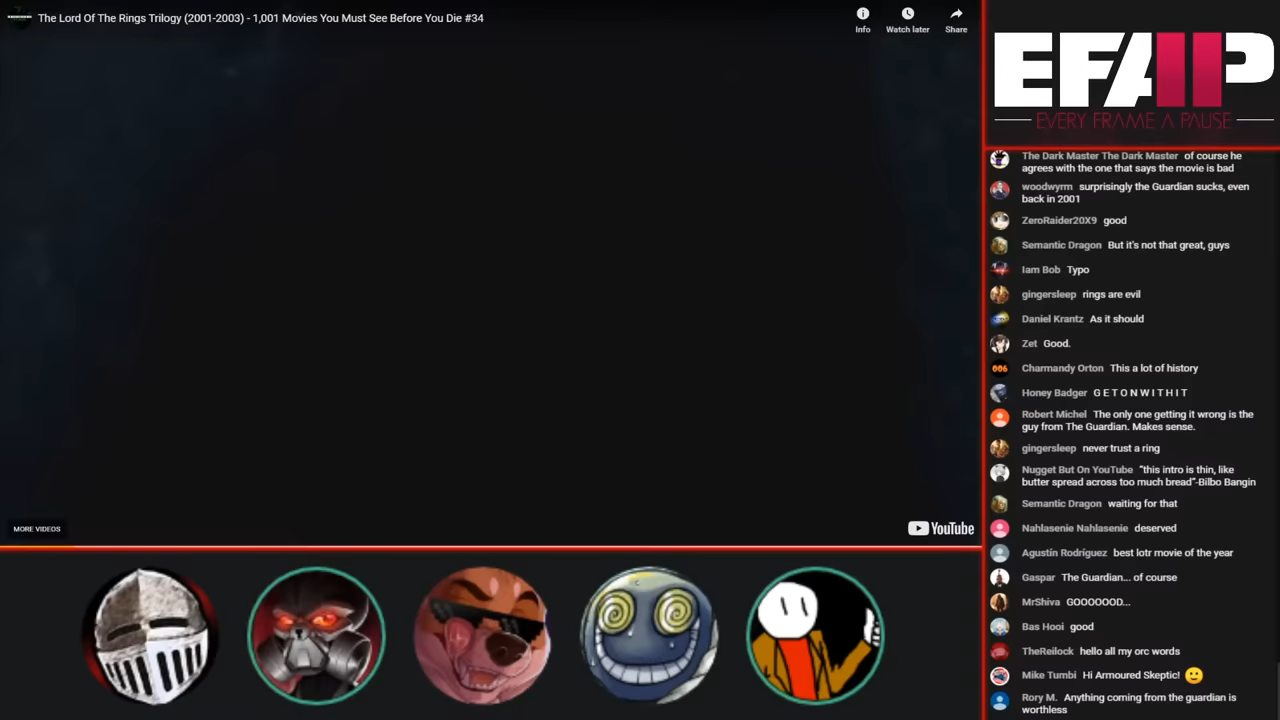 The Lord Of The Rings Trilogy (2001-2003) - 1,001 Movies You Must See Before You Die #34
Info
Watch later
Share
MORE VIDEOS
YouTube
EFAP
EVERY FRAME A PAUSE
The Dark Master The Dark Master of course he
agrees with the one that says the movie is bad
woodwyrm surprisingly the Guardian sucks, even
back in 2001
ZeroRaider20X9 good
Semantic Dragon But it's not that great, guys
Iam Bob Typo
gingersleep rings are evil
Daniel Krantz As it should
Zet Good.
Charmandy Orton This a lot of history
Honey Badger G E T O N W I T H I T
Robert Michel The only one getting it wrong is the
guy from The Guardian. Makes sense.
gingersleep never trust a ring
Nugget But On YouTube “this intro is thin, like
butter spread across too much bread”-Bilbo Bangin
Semantic Dragon waiting for that
Nahlasenie Nahlasenie deserved
Agustín Rodríguez best lotr movie of the year
Gaspar The Guardian... of course
MrShiva GOOOOOOD...
Bas Hooi good
TheReilock hello all my orc words
Mike Tumbi Hi Armoured Skeptic!
Rory M. Anything coming from the guardian is
worthless